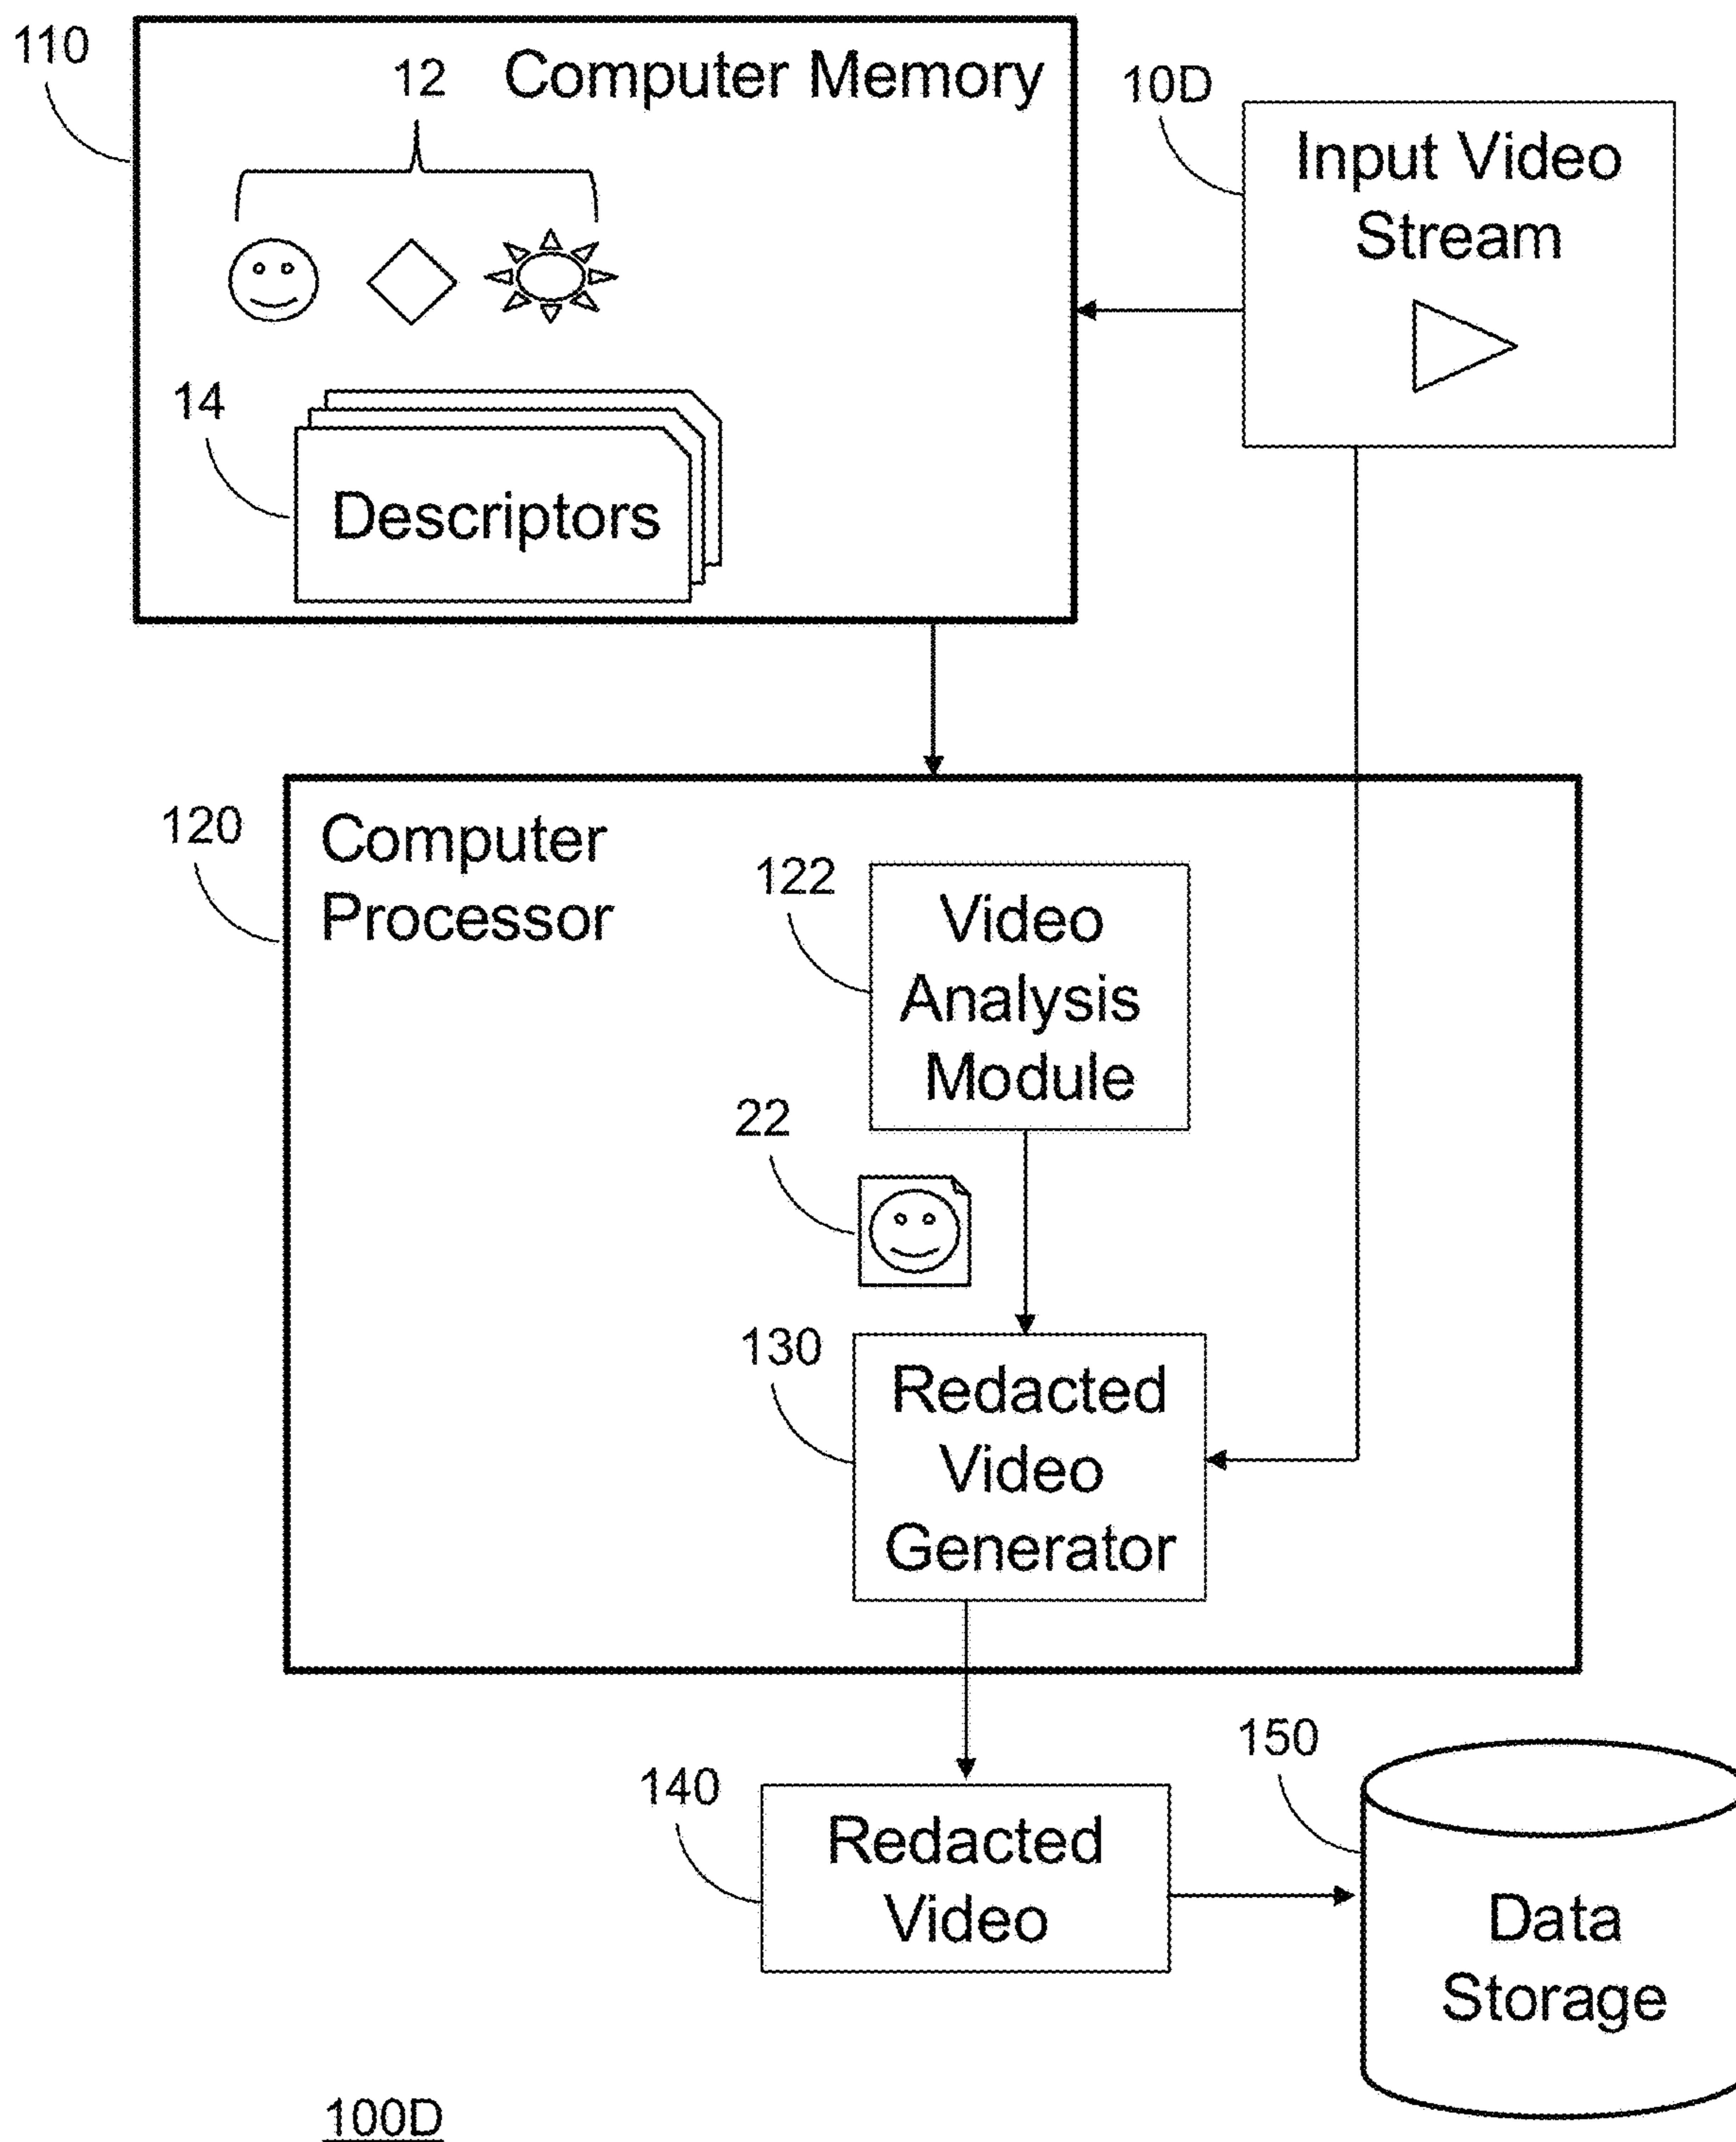 110
12
Computer Memory
10D
Input Video
Stream
14
Descriptors
120
Computer
Processor
122
Video
Analysis
Module
22
130
Redacted
Video
Generator
140
Redacted
Video
150
Data
Storage
100D